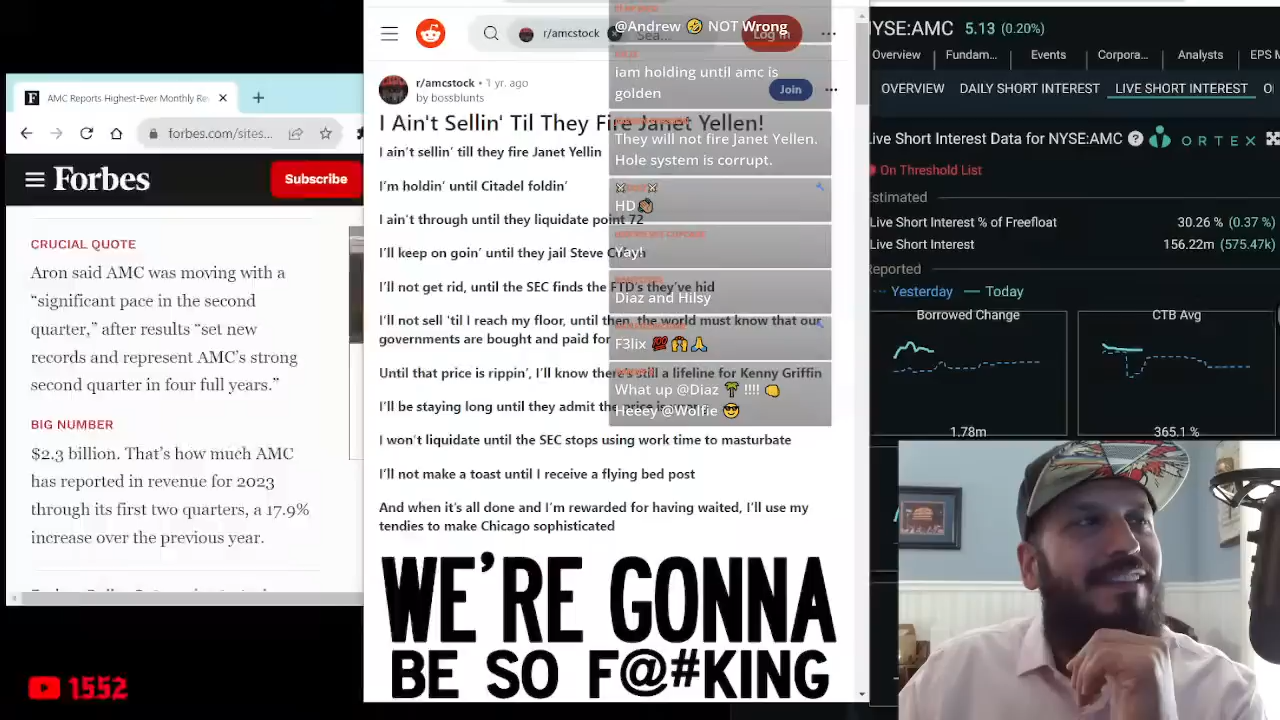 AMC Reports Highest-Ever Monthly Re
forbes.com/sites...
Forbes
Subscribe
CRUCIAL QUOTE
Aron said AMC was moving with a
“significant pace in the second
quarter,” after results “set new
records and represent AMC’s strong
second quarter in four full years.”
BIG NUMBER
$2.3 billion. That’s how much AMC
has reported in revenue for 2023
through its first two quarters, a 17.9%
increase over the previous year.
1552
r/amcstock
Sea...
Log In
r/amcstock • 1 yr. ago
by bossblunts
Join
I Ain't Sellin' Til They Fire Janet Yellen!
I ain’t sellin’ till they fire Janet Yellin
I’m holdin’ until Citadel foldin’
I ain't through until they liquidate point 72
I’ll keep on goin’ until they jail Steve
I’ll not get rid, until the SEC finds the FTD’s they’ve hid
I’ll not sell ’til I reach my floor, until then, the world must know that our
governments are bought and paid for
Until that price is rippin’, I’ll know there’s still a lifeline for Kenny Griffin
I’ll be staying long until they admit the price is
I won’t liquidate until the SEC stops using work time to masturbate
I’ll not make a toast until I receive a flying bed post
And when it’s all done and I’m rewarded for having waited, I’ll use my
tendies to make Chicago sophisticated
WE’RE GONNA
BE SO F@#KING
@Andrew 🤣 NOT Wrong
iam holding until amc is
golden
They will not fire Janet Yellen.
Hole system is corrupt.
HD
Yay!
Diaz and Hilsy
F3lix 💯 🙌 🙏
What up @Diaz 🌴 !!!! 👊
Heeey @Wolfie 😎
YSE:AMC 5.13 (0.20%)
Overview Fundam... Events Corpora... Analysts EPS M
OVERVIEW DAILY SHORT INTEREST LIVE SHORT INTEREST O
Live Short Interest Data for NYSE:AMC ? ORTEX
On Threshold List
Estimated
Live Short Interest % of Freefloat 30.26 % (0.37 %)
Live Short Interest 156.22m (575.47k)
Reported
Yesterday Today
Borrowed Change CTB Avg
1.78m 365.1 %